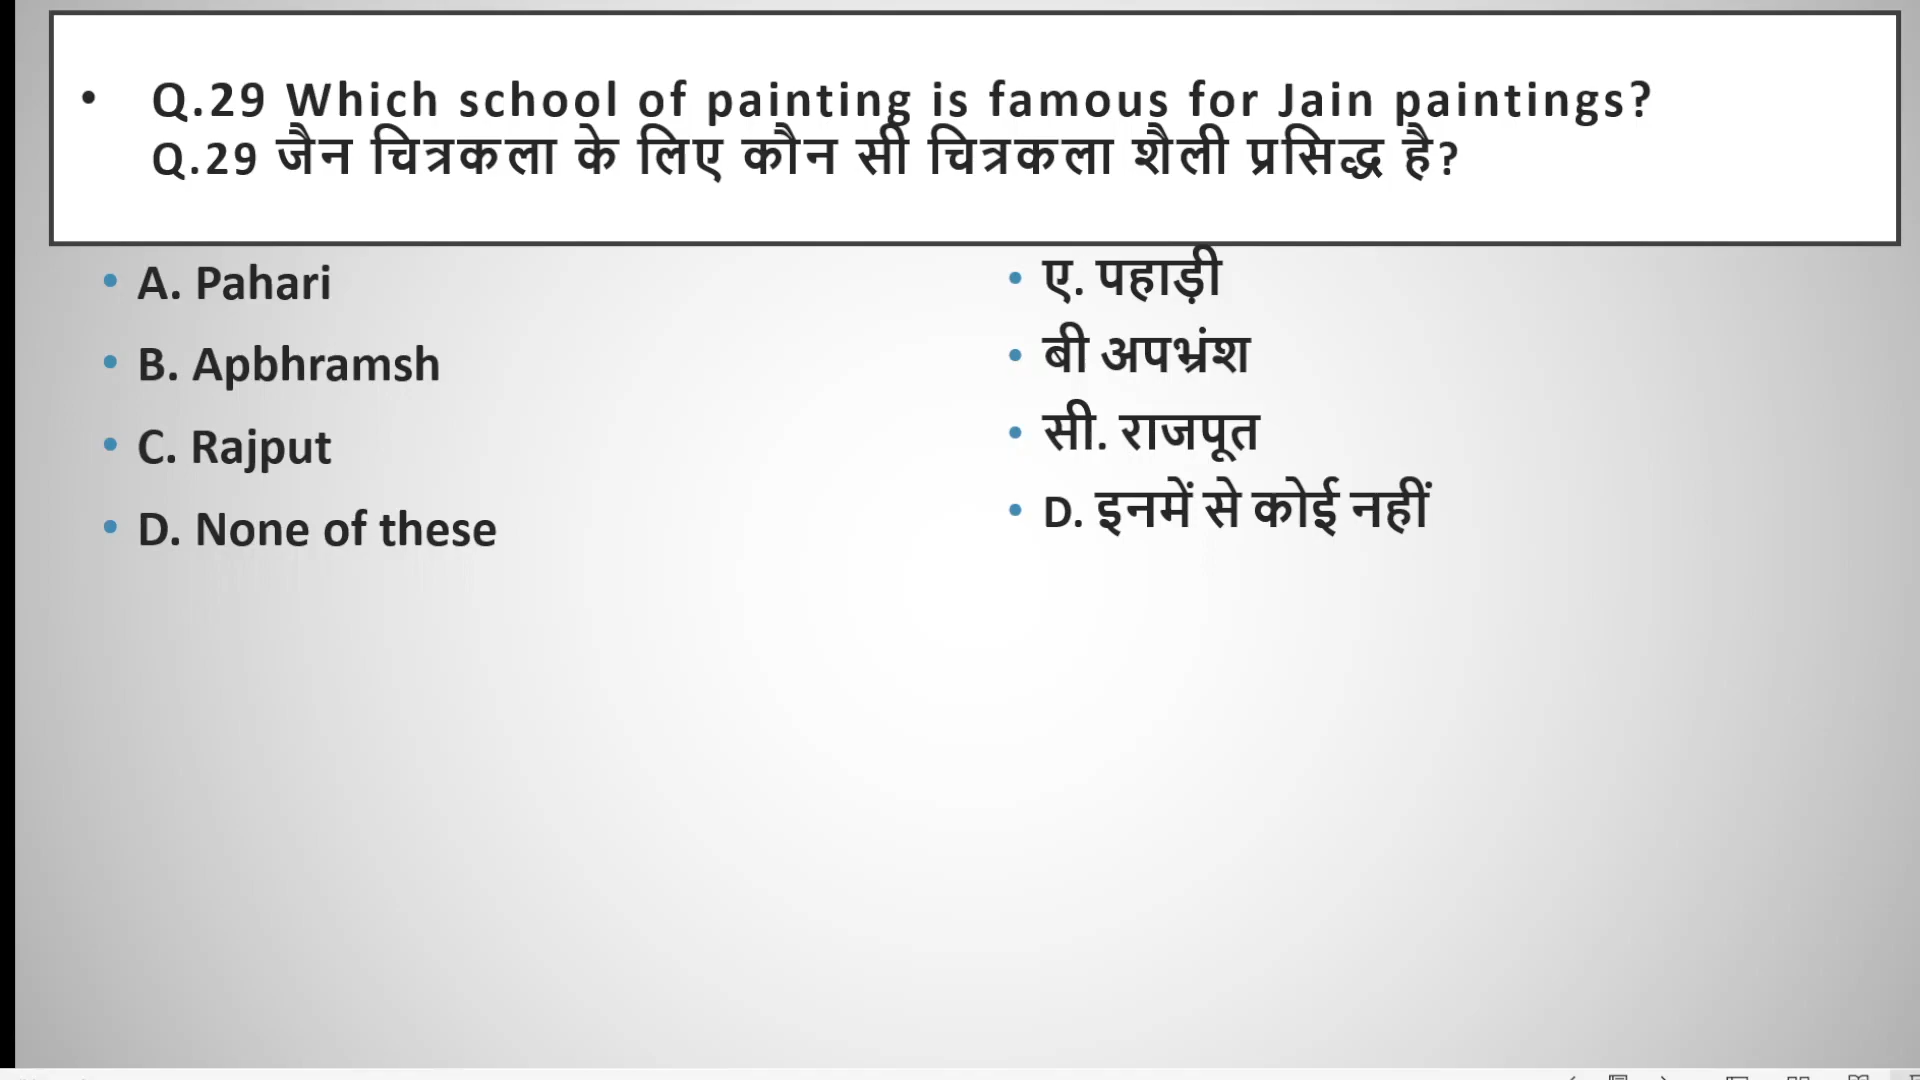 • Q.29 Which school of painting is famous for Jain paintings?
Q.29 जैन चित्रकला के लिए कौन सी चित्रकला शैली प्रसिद्ध है?
• A. Pahari
• B. Apbhramsh
• C. Rajput
• D. None of these
• ए. पहाड़ी
• बी अपभ्रंश
• सी. राजपूत
• D. इनमें से कोई नहीं